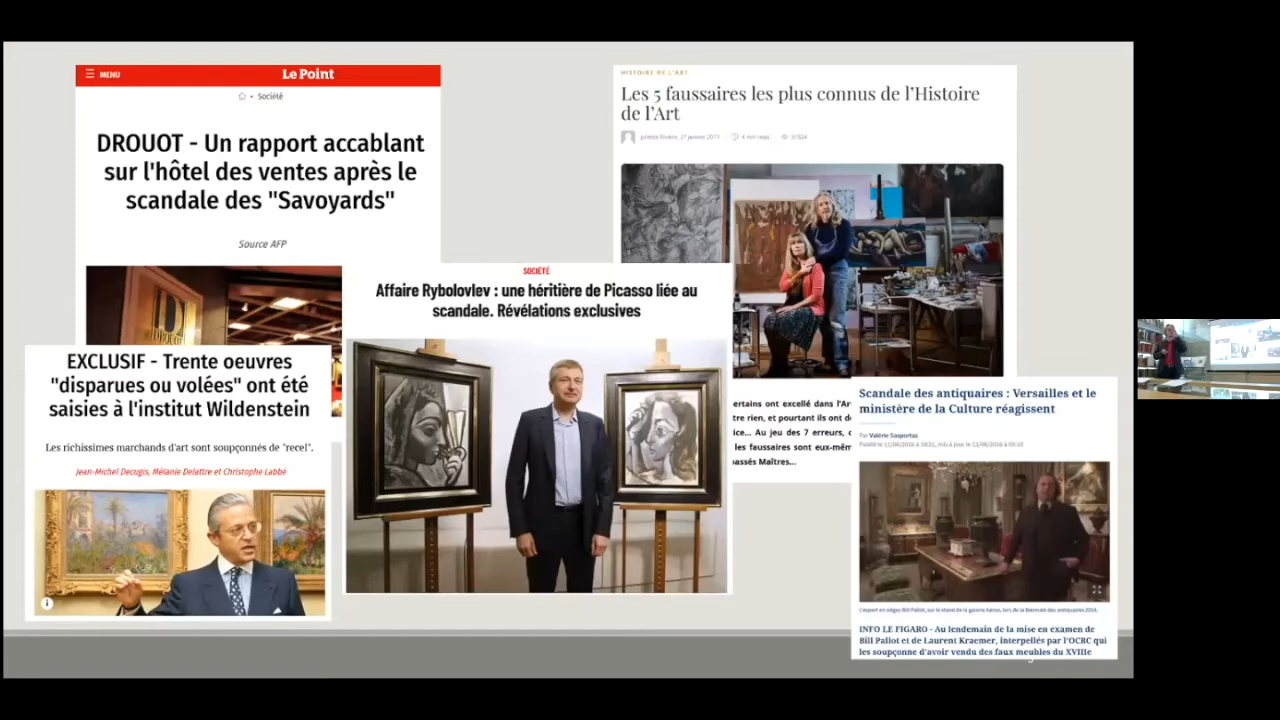 MENU
Le Point
Société
DROUOT - Un rapport accablant
sur l'hôtel des ventes après le
scandale des "Savoyards"
Source AFP
EXCLUSIF - Trente oeuvres
"disparues ou volées" ont été
saisies à l'institut Wildenstein
Les richissimes marchands d'art sont soupçonnés de "recel".
Jean-Michel Decugis, Mélanie Delattre et Christophe Labbé
SOCIÉTÉ
Affaire Rybolovlev : une héritière de Picasso liée au
scandale. Révélations exclusives
HISTOIRE DE L'ART
Les 5 faussaires les plus connus de l'Histoire
de l'Art
4 min read
ertains ont excellé dans l'Ar
tre rien, et pourtant ils ont d
ice... Au jeu des 7 erreurs,
les faussaires sont eux-mêm
passés Maîtres...
Scandale des antiquaires : Versailles et le
ministère de la Culture réagissent
Par Valérie Sasportas
INFO LE FIGARO - Au lendemain de la mise en examen de
Bill Pallot et de Laurent Kraemer, interpellés par l'OCBC qui
les soupçonne d'avoir vendu des faux meubles du XVIIIe